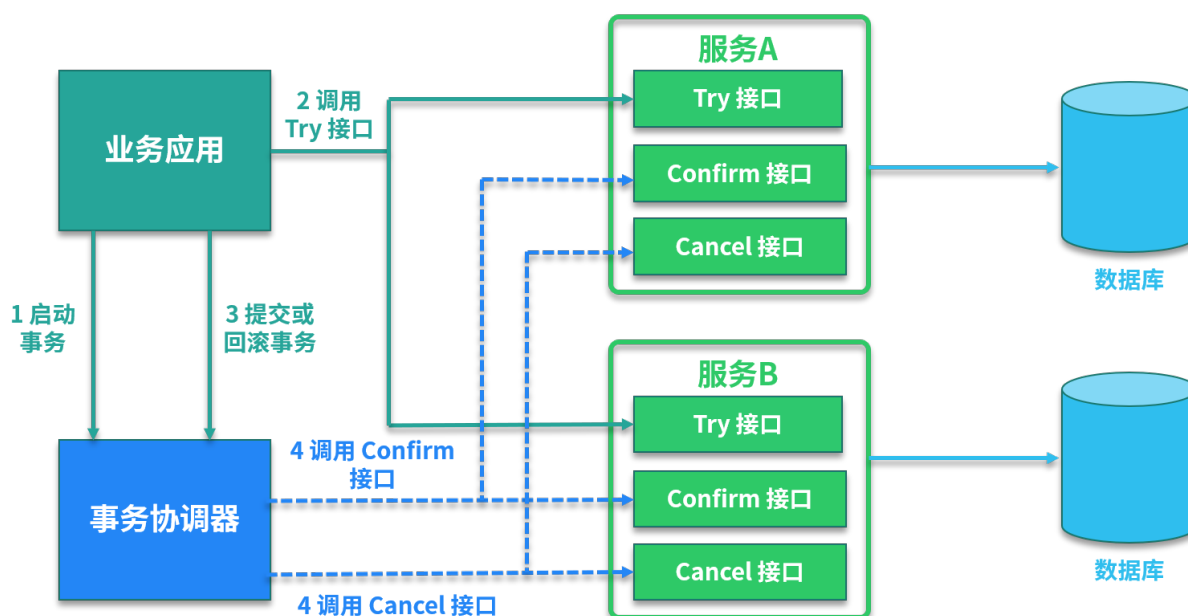 服务A
Try 接口
Confirm 接口
Cancel 接口
数据库
业务应用
2 调用
Try 接口
1 启动
事务
3 提交或
回滚事务
服务B
Try 接口
Confirm 接口
Cancel 接口
数据库
4 调用 Confirm
接口
事务协调器
4 调用 Cancel 接口